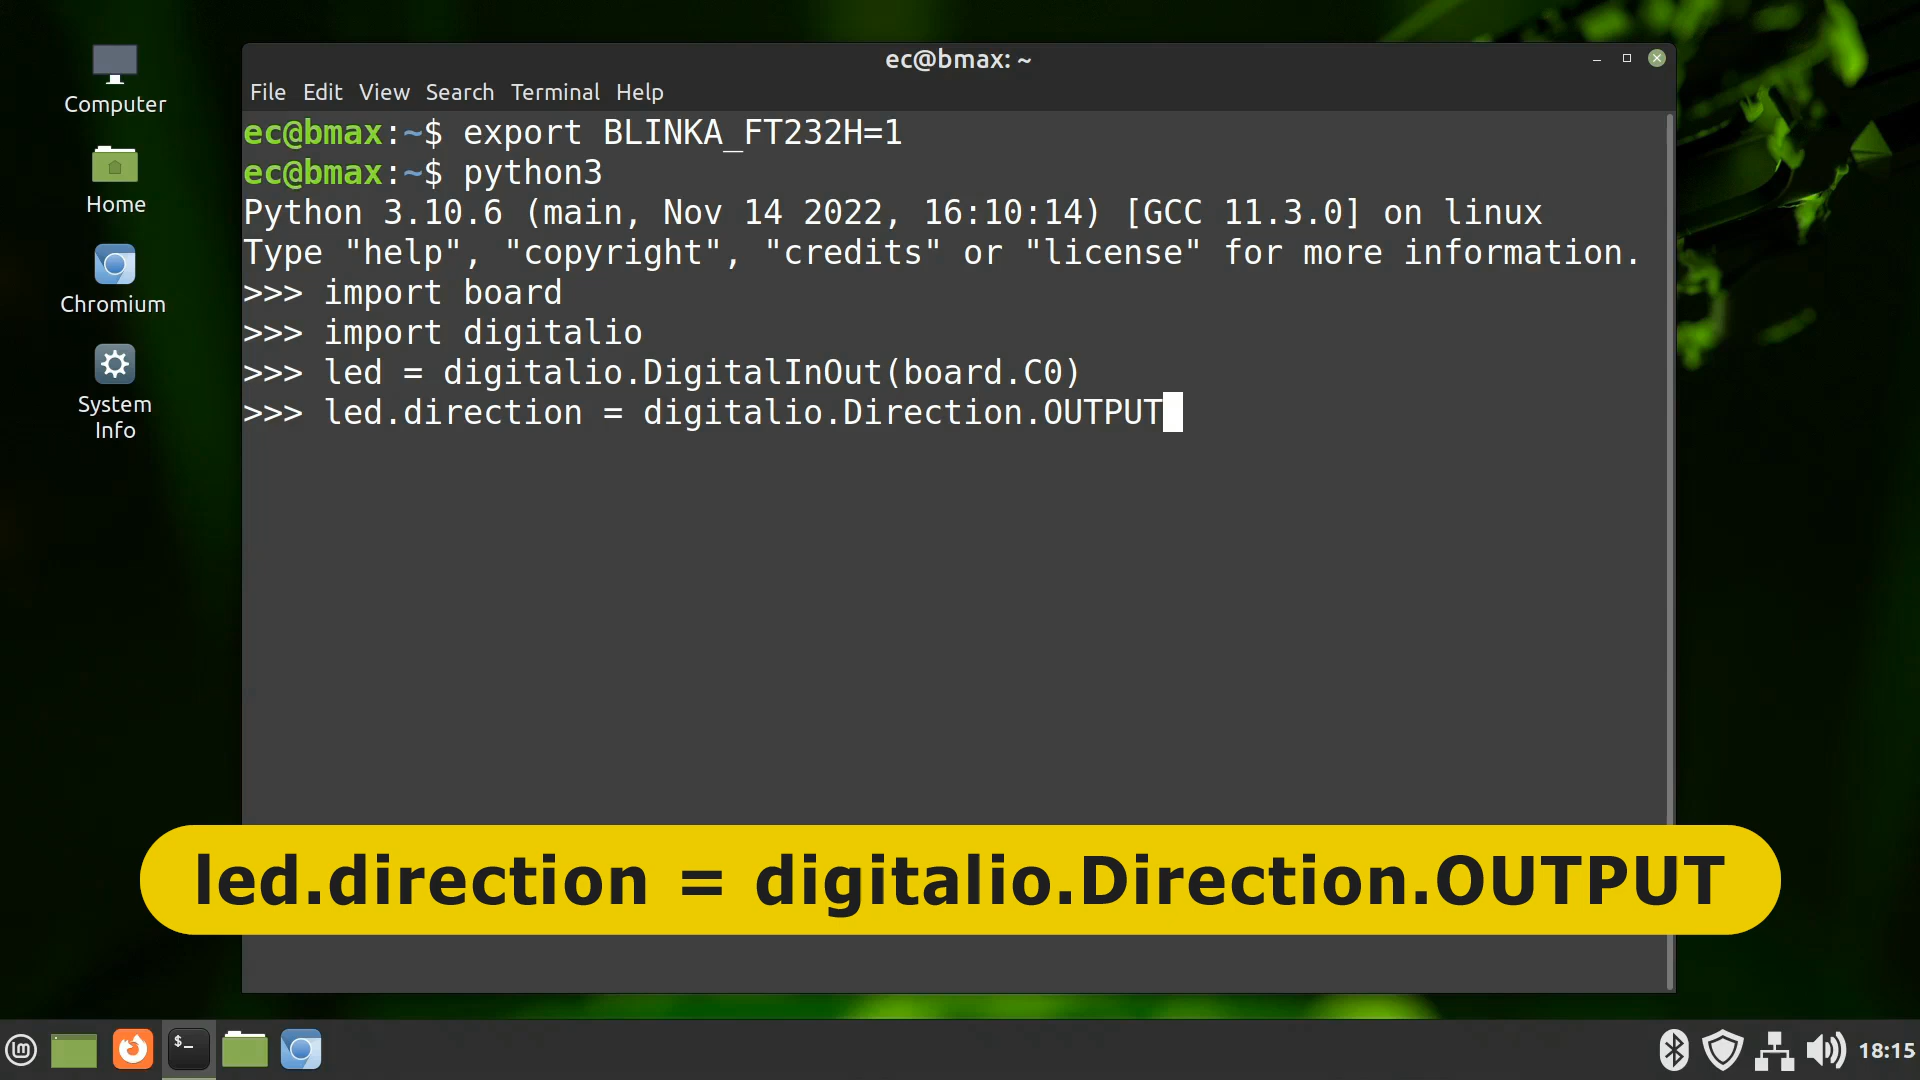 ec@bmax: ~
File Edit View Search Terminal Help
ec@bmax:~$ export BLINKA_FT232H=1
ec@bmax:~$ python3
Python 3.10.6 (main, Nov 14 2022, 16:10:14) [GCC 11.3.0] on linux
Type "help", "copyright", "credits" or "license" for more information.
>>> import board
>>> import digitalio
>>> led = digitalio.DigitalInOut(board.C0)
>>> led.direction = digitalio.Direction.OUTPUT
Computer
Home
Chromium
System
Info
led.direction = digitalio.Direction.OUTPUT
$_
18:15